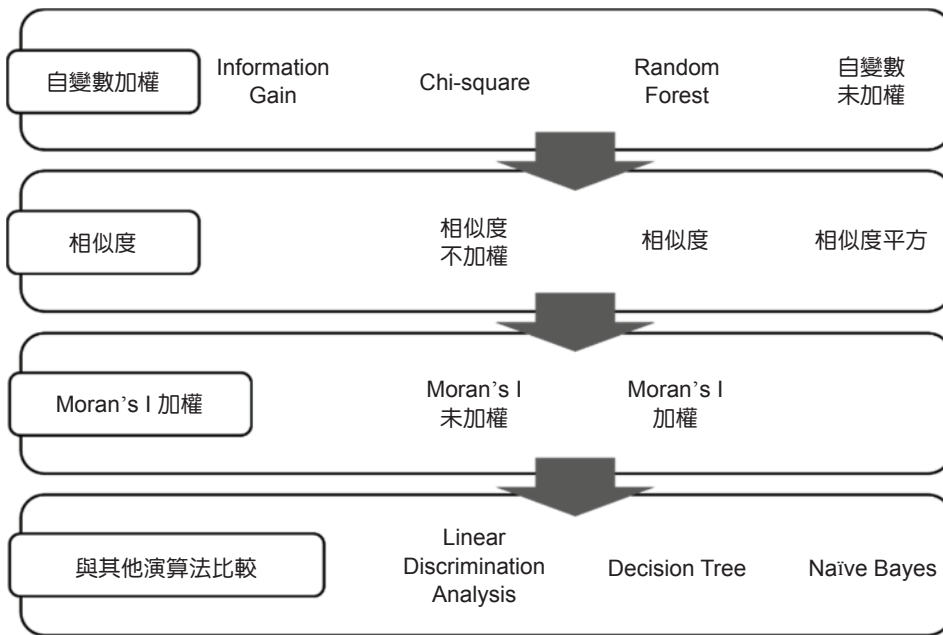 自變數加權
Information
Gain
Chi-square
Random
Forest
自變數
未加權
相似度
相似度
不加權
相似度
相似度平方
Moran’s I 加權
Moran’s I
未加權
Moran’s I
加權
與其他演算法比較
Linear
Discrimination
Analysis
Decision Tree
Naïve Bayes